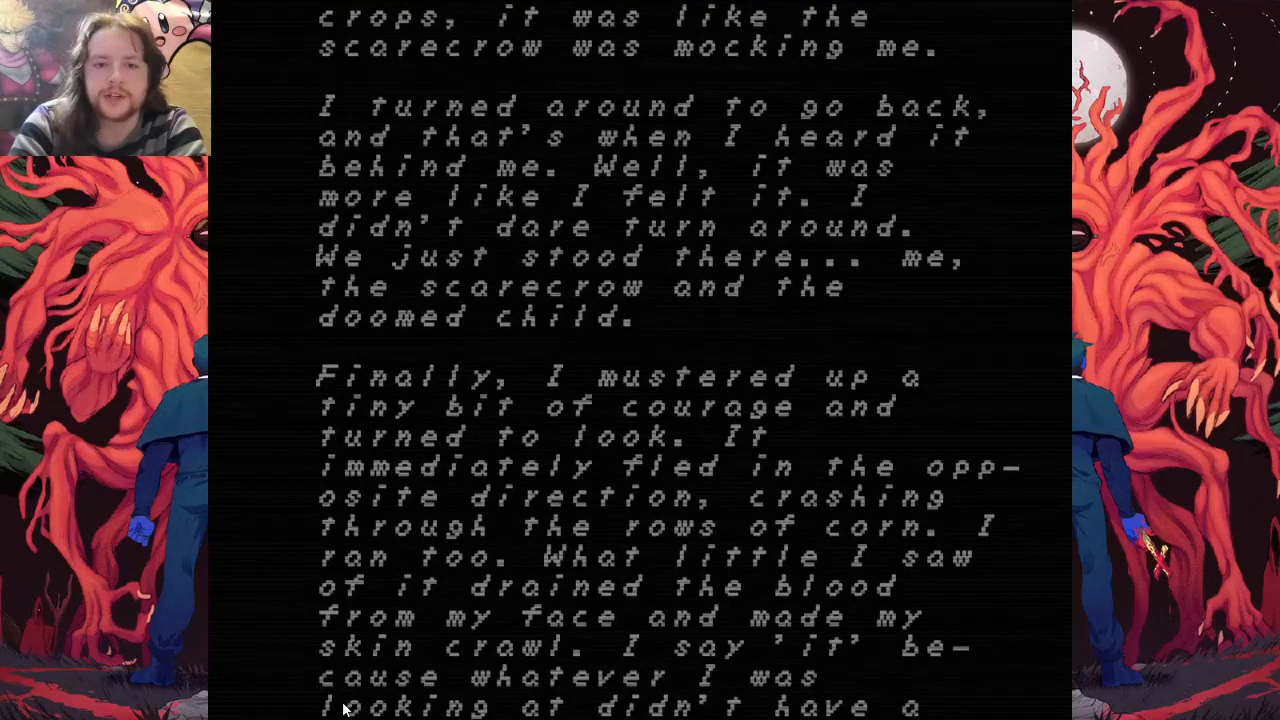 crops, it was like the
scarecrow was mocking me.
I turned around to go back,
and that's when I heard it
behind me. Well, it was
more like I felt it. I
didn't dare turn around.
We just stood there... me,
the scarecrow and the
doomed child.
Finally, I mustered up a
tiny bit of courage and
turned to look. It
immediately fled in the opp-
osite direction, crashing
through the rows of corn. I
ran too. What little I saw
of it drained the blood
from my face and made my
skin crawl. I say 'it' be-
cause whatever I was
looking at didn't have a